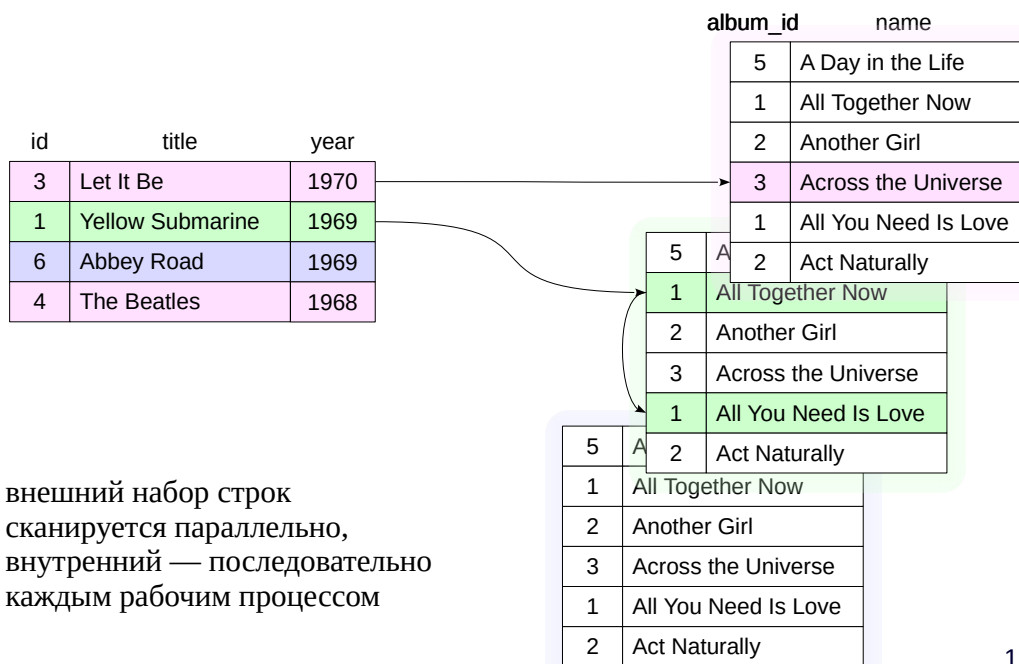 album_id name
5 A Day in the Life
1 All Together Now
2 Another Girl
3 Across the Universe
1 All You Need Is Love
2 Act Naturally
id title year
3 Let It Be 1970
1 Yellow Submarine 1969
6 Abbey Road 1969
4 The Beatles 1968
5 A
1 All Together Now
2 Another Girl
3 Across the Universe
1 All You Need Is Love
2 Act Naturally
5 A
1 All Together Now
2 Another Girl
3 Across the Universe
1 All You Need Is Love
2 Act Naturally
внешний набор строк
сканируется параллельно,
внутренний — последовательно
каждым рабочим процессом
1